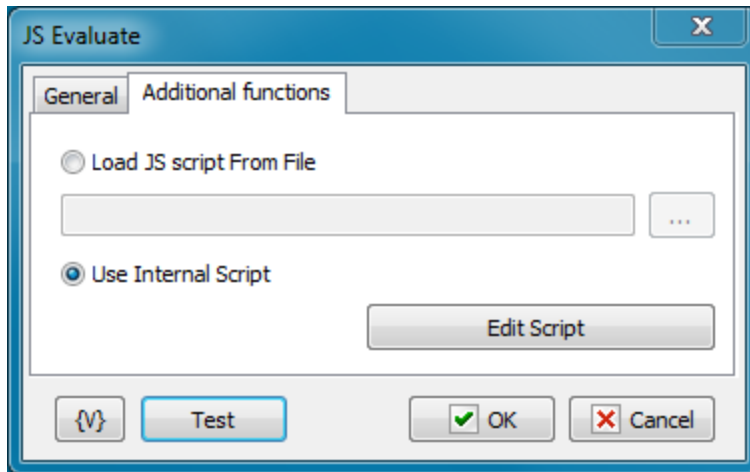 JS Evaluate
General Additional functions
Load JS script From File
...
Use Internal Script
Edit Script
{V} Test OK Cancel